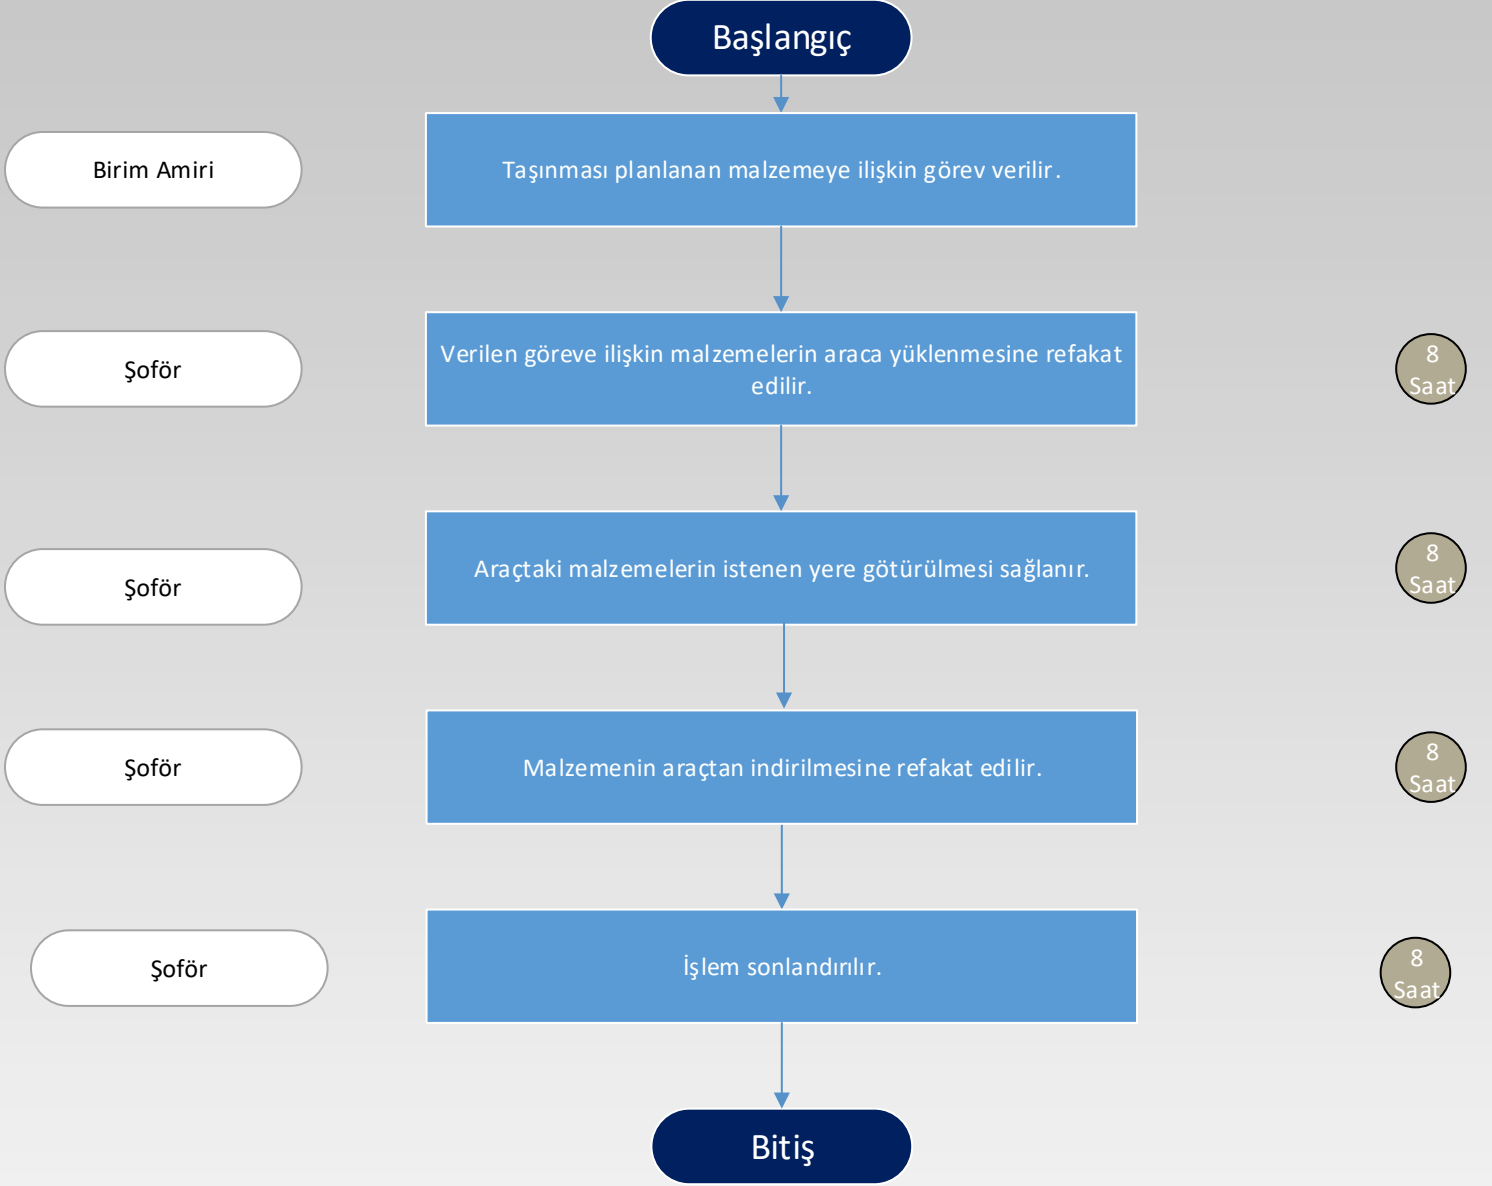 Başlangıç
Birim Amiri
Taşınması planlanan malzemeye ilişkin görev verilir.
Şoför
Verilen göreve ilişkin malzemelerin araca yüklenmesine refakat
edilir.
8
Saat
Şoför
Araçtaki malzemelerin istenen yere götürülmesi sağlanır.
8
Saat
Şoför
Malzemenin araçtan indirilmesine refakat edilir.
8
Saat
Şoför
İşlem sonlandırılır.
8
Saat
Bitiş